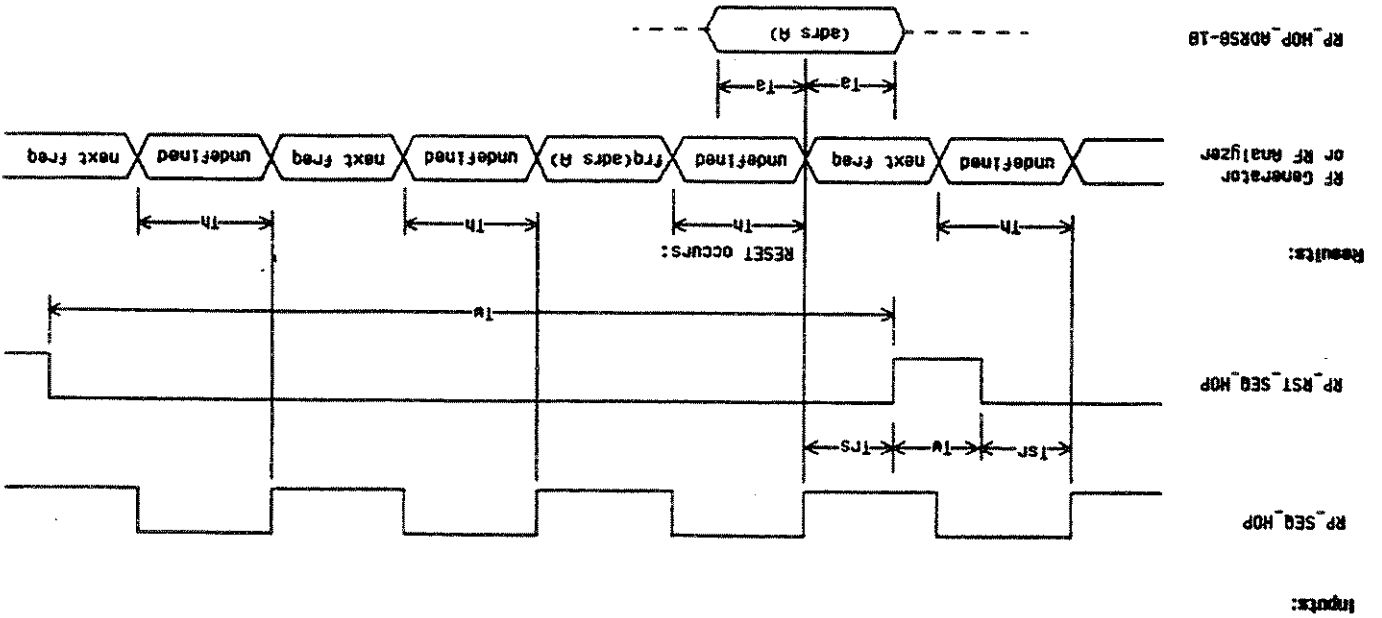 Inputs:
RP_SEQ_HOP
Tsr Tw Trs
RP_RST_SEQ_HOP
Tw
Results:
RESET occurs:
Th Th Th Th
RF Generator
or RF Analyzer
undefined next freq undefined frq(adrs A) undefined next freq undefined next freq
Ta Ta
RP_HOP_ADRS0-10
(adrs A)